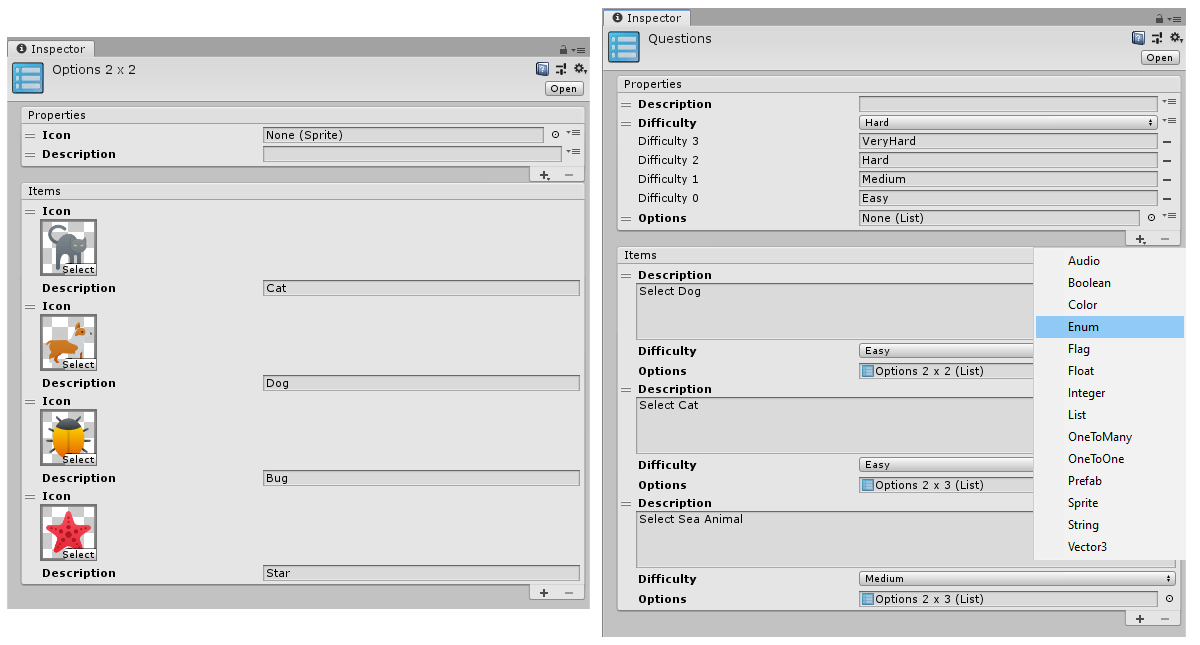 Inspector
Options 2 x 2
Open
Properties
Icon
None (Sprite)
Description
Items
Icon
Select
Description
Cat
Icon
Select
Description
Dog
Icon
Select
Description
Bug
Icon
Select
Description
Star
Inspector
Questions
Open
Properties
Description
Difficulty
Hard
Difficulty 3
VeryHard
Difficulty 2
Hard
Difficulty 1
Medium
Difficulty 0
Easy
Options
None (List)
Items
Description
Select Dog
Difficulty
Easy
Options
Options 2 x 2 (List)
Description
Select Cat
Difficulty
Easy
Options
Options 2 x 3 (List)
Description
Select Sea Animal
Difficulty
Medium
Options
Options 2 x 3 (List)
Audio
Boolean
Color
Enum
Flag
Float
Integer
List
OneToMany
OneToOne
Prefab
Sprite
String
Vector3